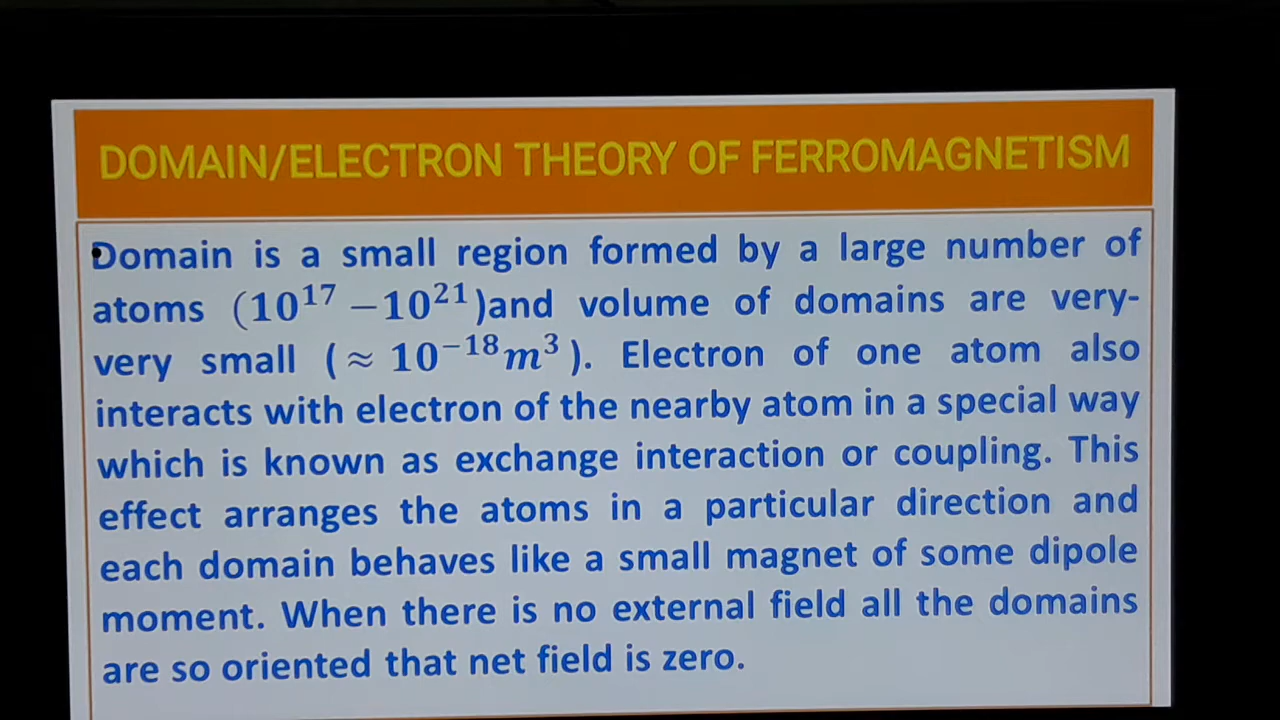 DOMAIN/ELECTRON THEORY OF FERROMAGNETISM
•Domain is a small region formed by a large number of
atoms (10¹⁷ –10²¹)and volume of domains are very-
very small (≈ 10⁻¹⁸m³ ). Electron of one atom also
interacts with electron of the nearby atom in a special way
which is known as exchange interaction or coupling. This
effect arranges the atoms in a particular direction and
each domain behaves like a small magnet of some dipole
moment. When there is no external field all the domains
are so oriented that net field is zero.